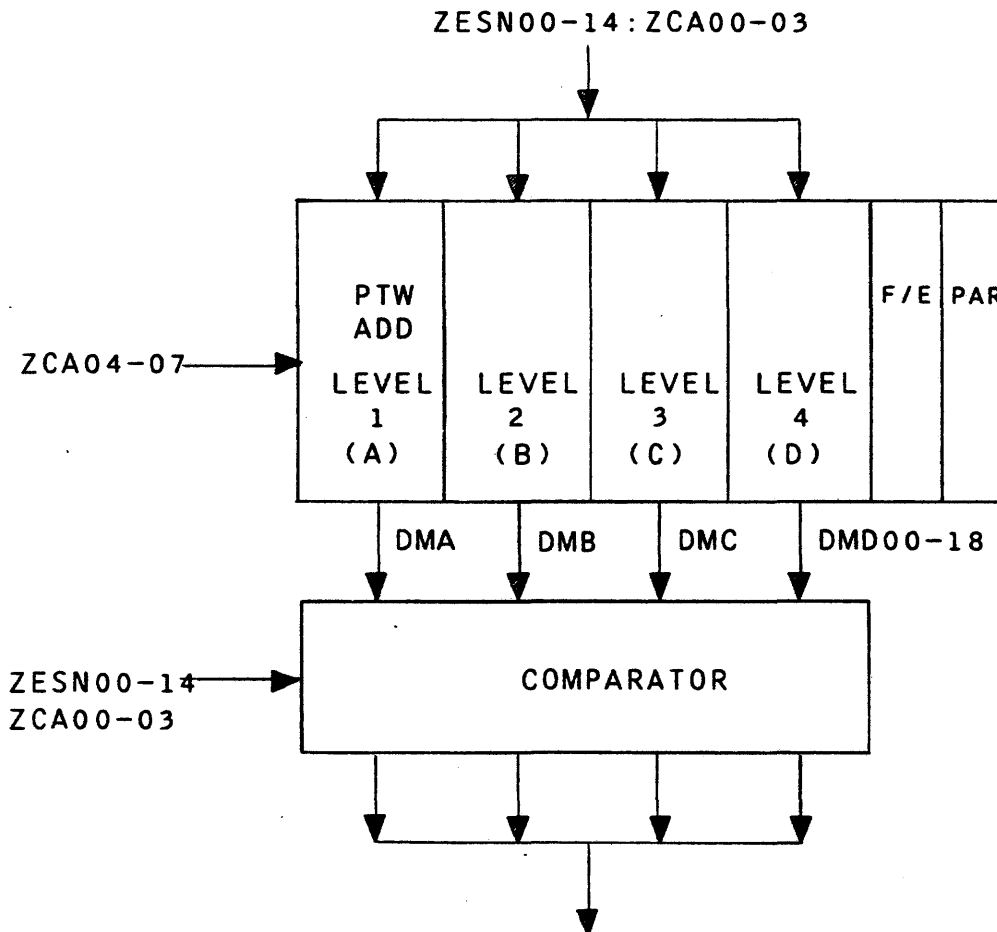 ZESN00-14:ZCA00-03
PTW
ADD
F/E
PAR
ZCA04-07
LEVEL
1
(A)
LEVEL
2
(B)
LEVEL
3
(C)
LEVEL
4
(D)
DMA
DMB
DMC
DMD00-18
ZESN00-14
ZCA00-03
COMPARATOR